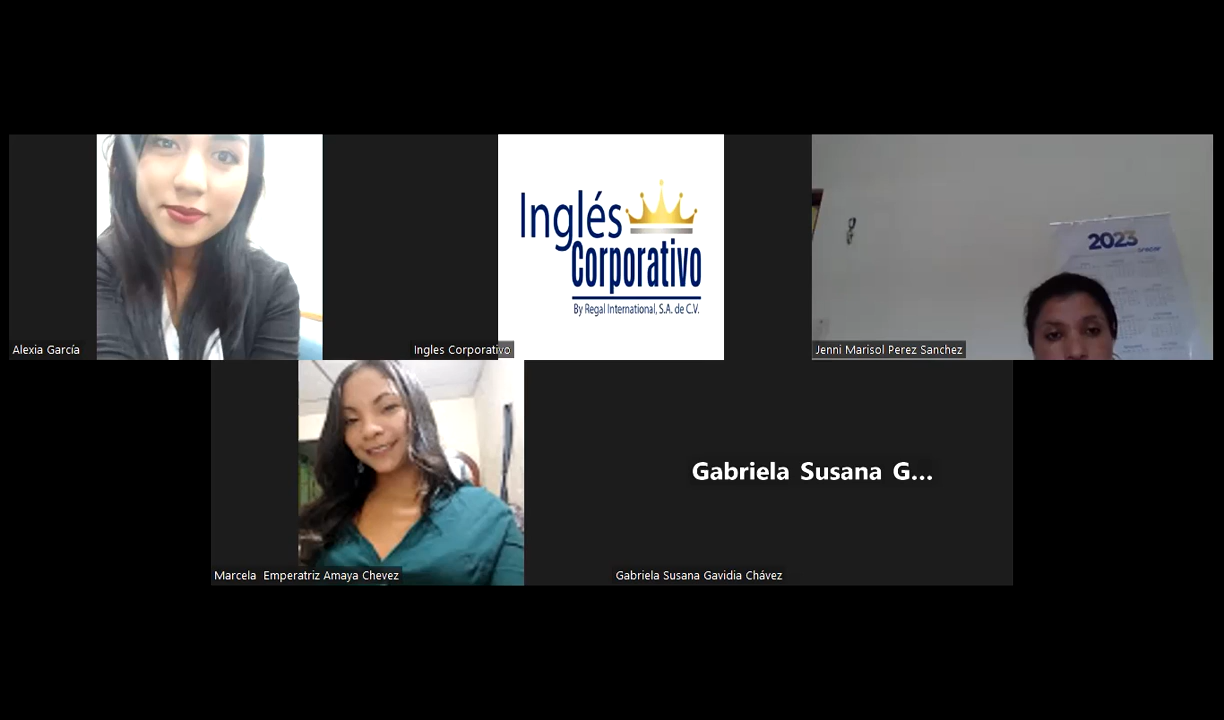 Inglés
Corporativo
By Regal International, S.A. de C.V.
2023
Alexia García
Ingles Corporativo
Jenni Marisol Perez Sanchez
Gabriela Susana G...
Marcela Emperatriz Amaya Chevez
Gabriela Susana Gavidia Chávez